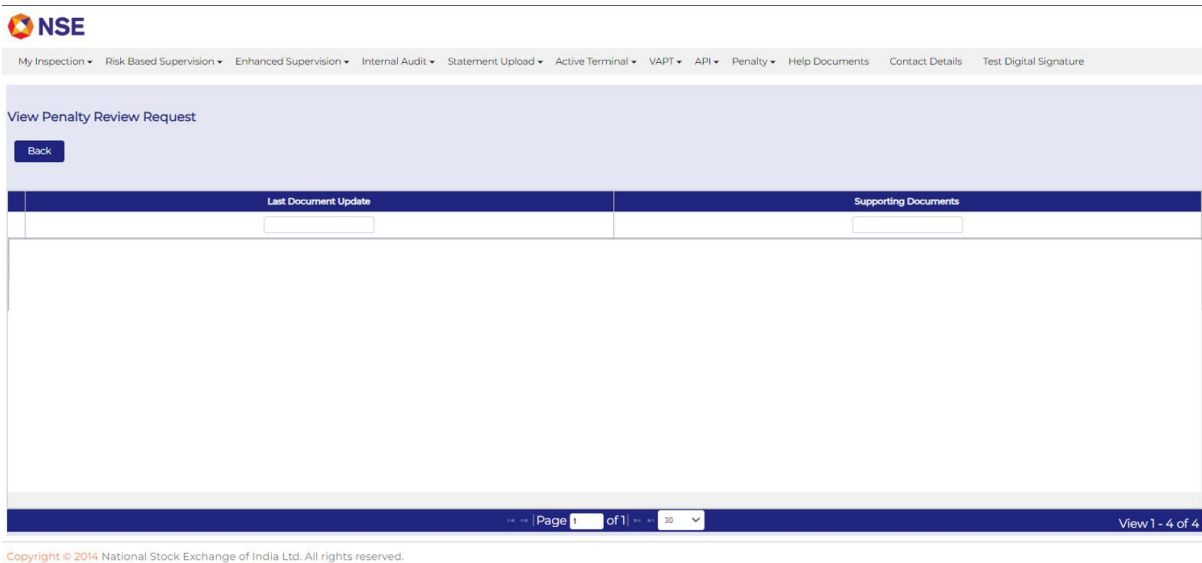 NSE
My Inspection Risk Based Supervision Enhanced Supervision Internal Audit Statement Upload Active Terminal VAPT API Penalty Help Documents Contact Details Test Digital Signature
View Penalty Review Request
Back
Last Document Update Supporting Documents
Page 1 of 1 30 View 1 - 4 of 4
Copyright © 2014 National Stock Exchange of India Ltd. All rights reserved.